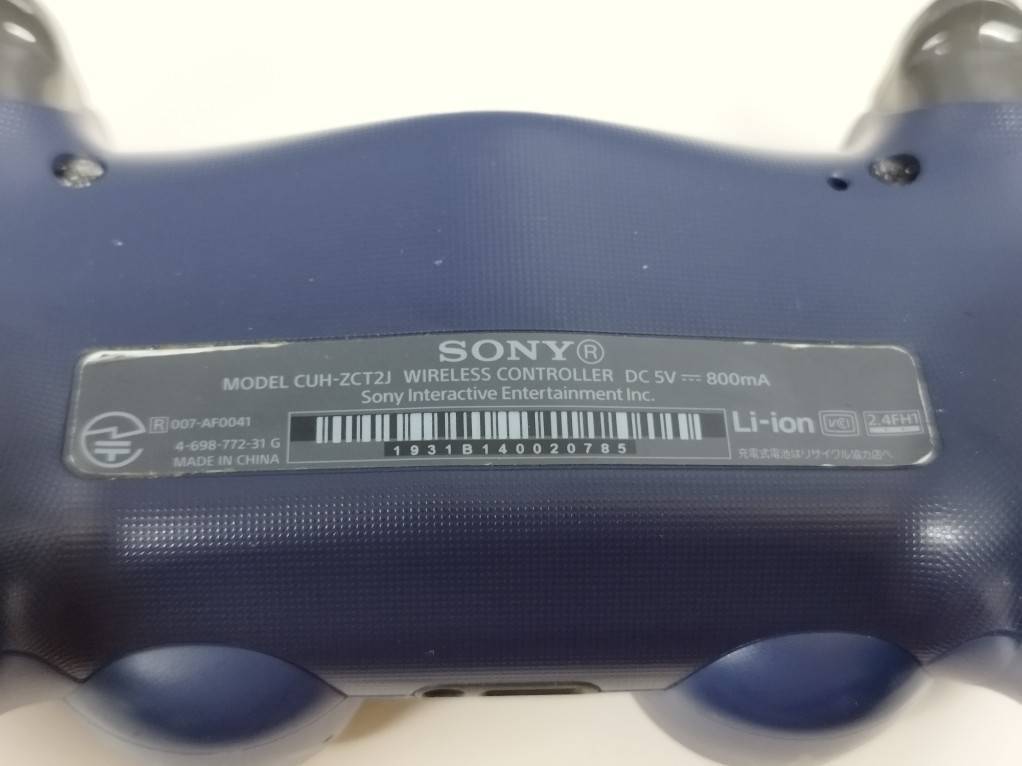 SONY®
MODEL CUH-ZCT2J WIRELESS CONTROLLER DC 5V ⎓ 800mA
Sony Interactive Entertainment Inc.
R 007-AF0041
4-698-772-31 G
MADE IN CHINA
1931B140020785
Li-ion VCCI 2.4FH1
充電式電池はリサイクル協力店へ